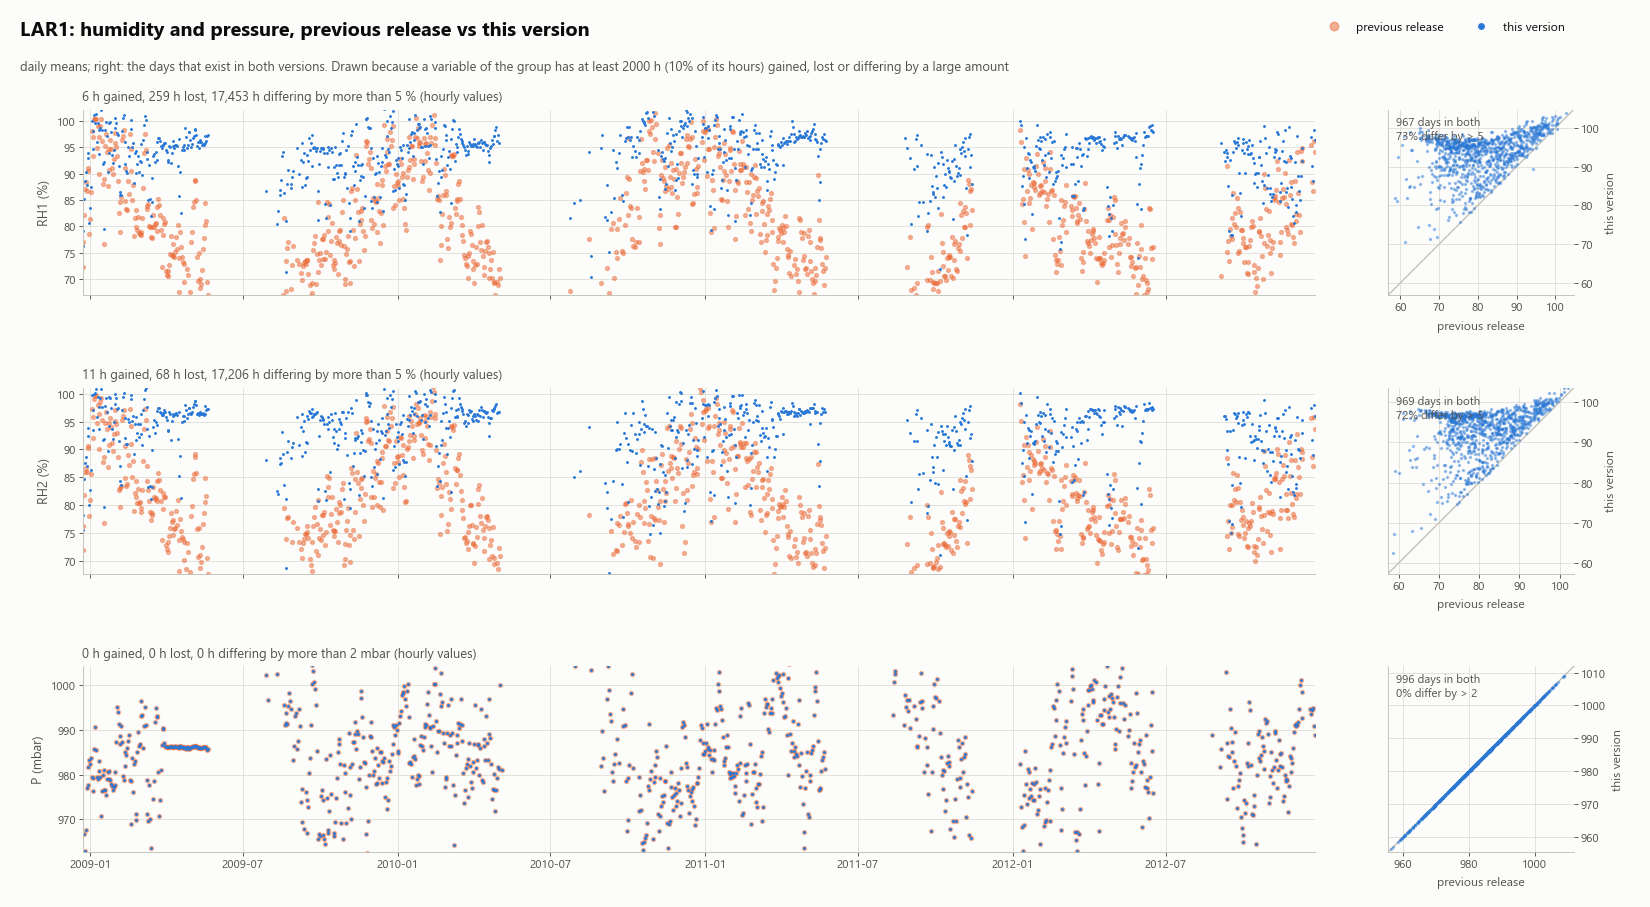 LAR1: humidity and pressure, previous release vs this version
previous release
this version
daily means; right: the days that exist in both versions. Drawn because a variable of the group has at least 2000 h (10% of its hours) gained, lost or differing by a large amount
6 h gained, 259 h lost, 17,453 h differing by more than 5 % (hourly values)
RH1 (%)
100
95
90
85
80
75
70
967 days in both
73% differ by > 5
100
90
80
70
60
this version
60 70 80 90 100
previous release
11 h gained, 68 h lost, 17,206 h differing by more than 5 % (hourly values)
RH2 (%)
100
95
90
85
80
75
70
969 days in both
72% differ by > 5
100
90
80
70
60
this version
60 70 80 90 100
previous release
0 h gained, 0 h lost, 0 h differing by more than 2 mbar (hourly values)
P (mbar)
1000
990
980
970
2009-01 2009-07 2010-01 2010-07 2011-01 2011-07 2012-01 2012-07
996 days in both
0% differ by > 2
1010
1000
990
980
970
960
this version
960 980 1000
previous release